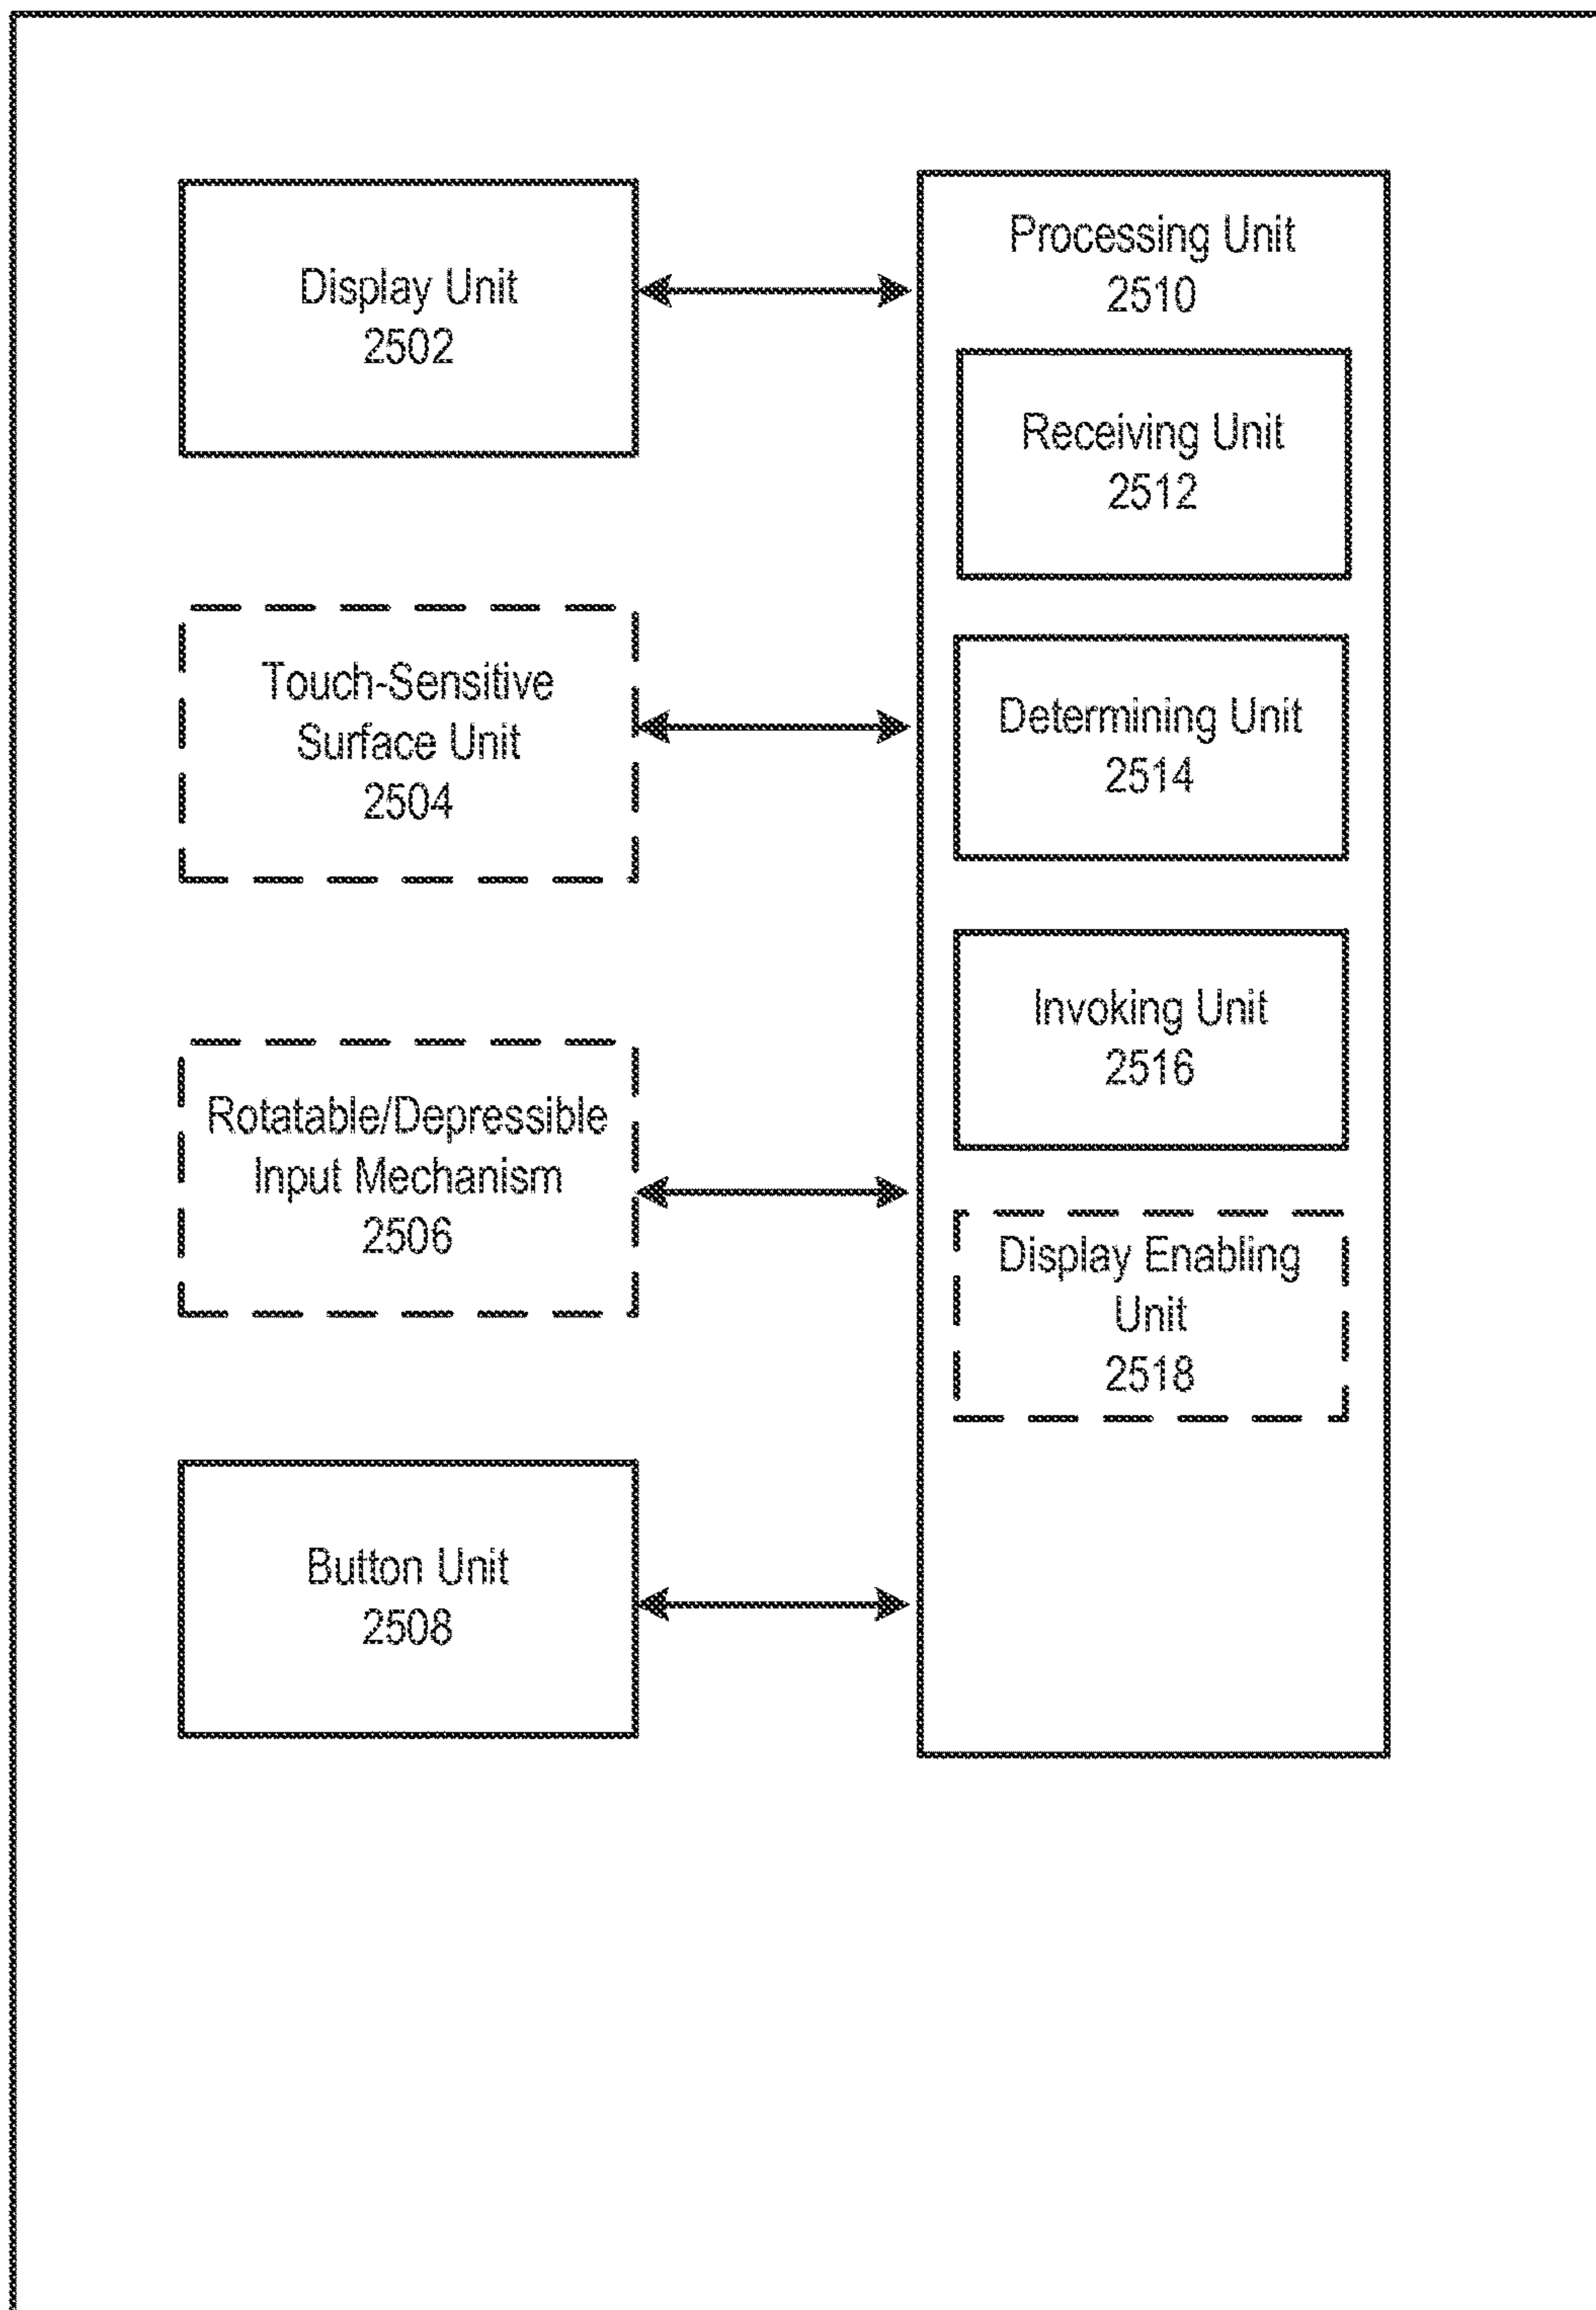 Display Unit
2502
Touch-Sensitive
Surface Unit
2504
Rotatable/Depressible
Input Mechanism
2506
Button Unit
2508
Processing Unit
2510
Receiving Unit
2512
Determining Unit
2514
Invoking Unit
2516
Display Enabling
Unit
2518